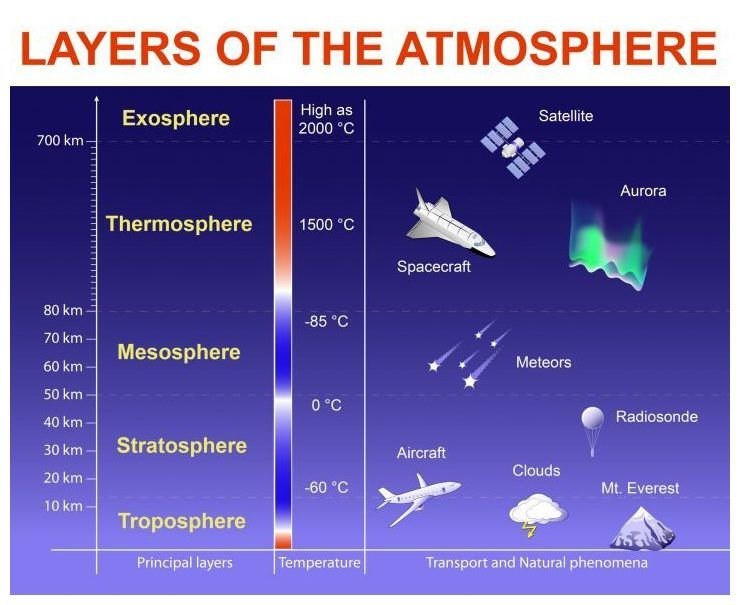 LAYERS OF THE ATMOSPHERE
Exosphere
High as
2000 °C
Satellite
700 km
Aurora
Thermosphere
1500 °C
Spacecraft
80 km
-85 °C
70 km
Mesosphere
Meteors
60 km
50 km
0 °C
Radiosonde
40 km
Stratosphere
Aircraft
30 km
Clouds
20 km
-60 °C
Mt. Everest
10 km
Troposphere
Principal layers
Temperature
Transport and Natural phenomena